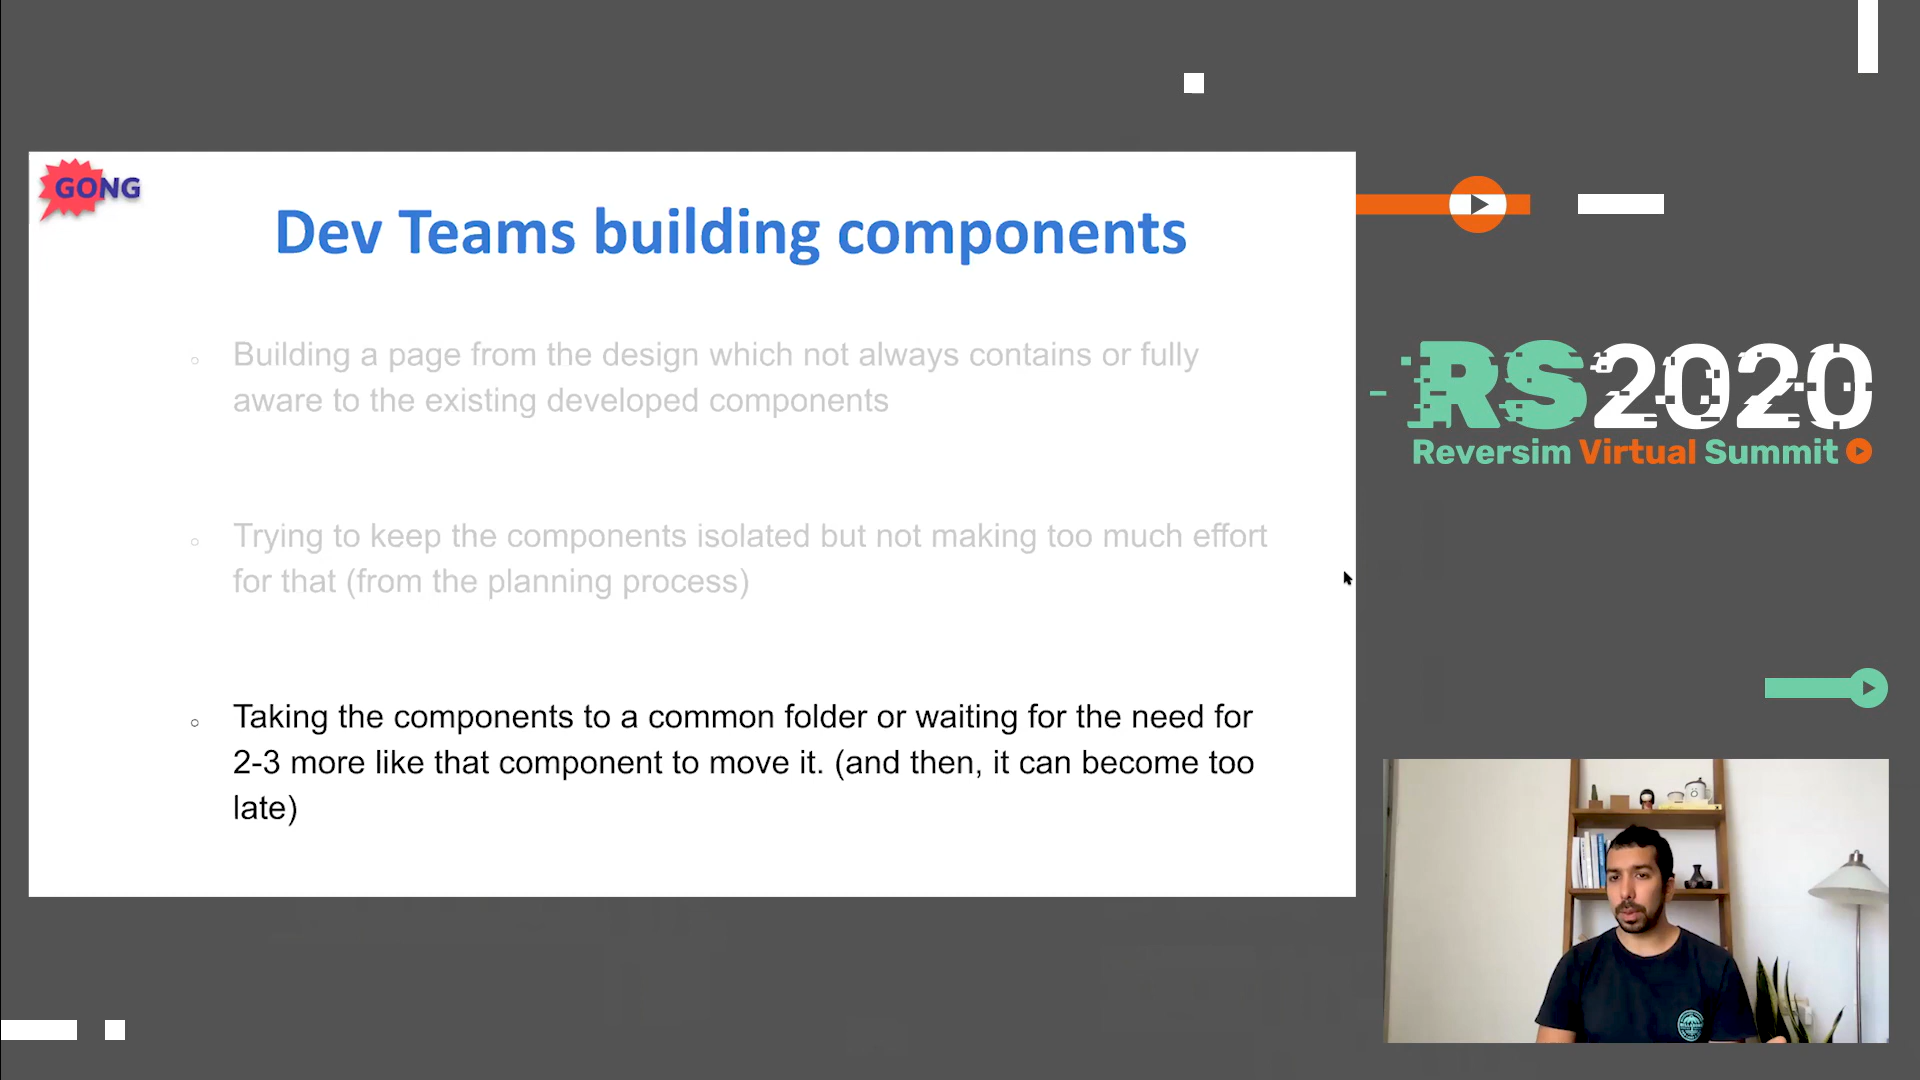 GONG
Dev Teams building components
Building a page from the design which not always contains or fully
aware to the existing developed components
Trying to keep the components isolated but not making too much effort
for that (from the planning process)
Taking the components to a common folder or waiting for the need for
2-3 more like that component to move it. (and then, it can become too
late)
RS2020
Reversim Virtual Summit